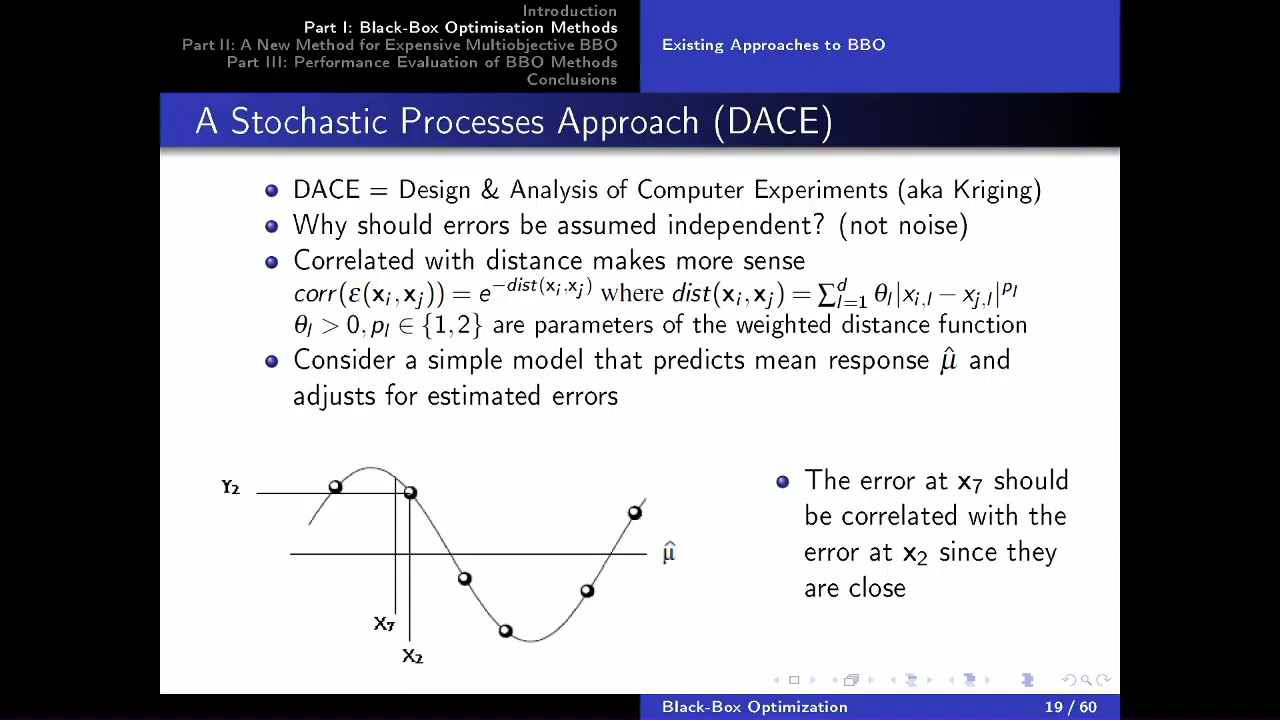 Introduction
Part I: Black-Box Optimisation Methods
Part II: A New Method for Expensive Multiobjective BBO
Part III: Performance Evaluation of BBO Methods
Conclusions
Existing Approaches to BBO
A Stochastic Processes Approach (DACE)
DACE = Design & Analysis of Computer Experiments (aka Kriging)
Why should errors be assumed independent? (not noise)
Correlated with distance makes more sense
corr(ε(x_i, x_j)) = e^{−dist(x_i,x_j)} where dist(x_i, x_j) = ∑_{l=1}^{d} θ_l|x_{i,l} − x_{j,l}|^{p_l}
θ_l > 0, p_l ∈ {1,2} are parameters of the weighted distance function
Consider a simple model that predicts mean response μ̂ and
adjusts for estimated errors
Y₂
μ̂
X₇
X₂
The error at x₇ should
be correlated with the
error at x₂ since they
are close
Black-Box Optimization
19 / 60